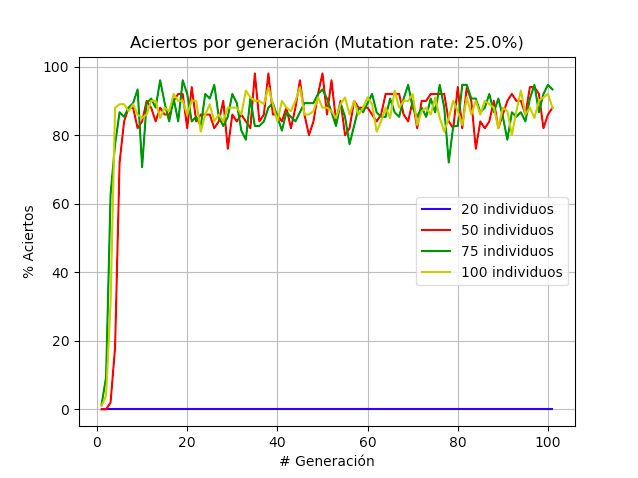 Aciertos por generación (Mutation rate: 25.0%)
100
80
60
40
20
0
% Aciertos
20 individuos
50 individuos
75 individuos
100 individuos
0 20 40 60 80 100
# Generación